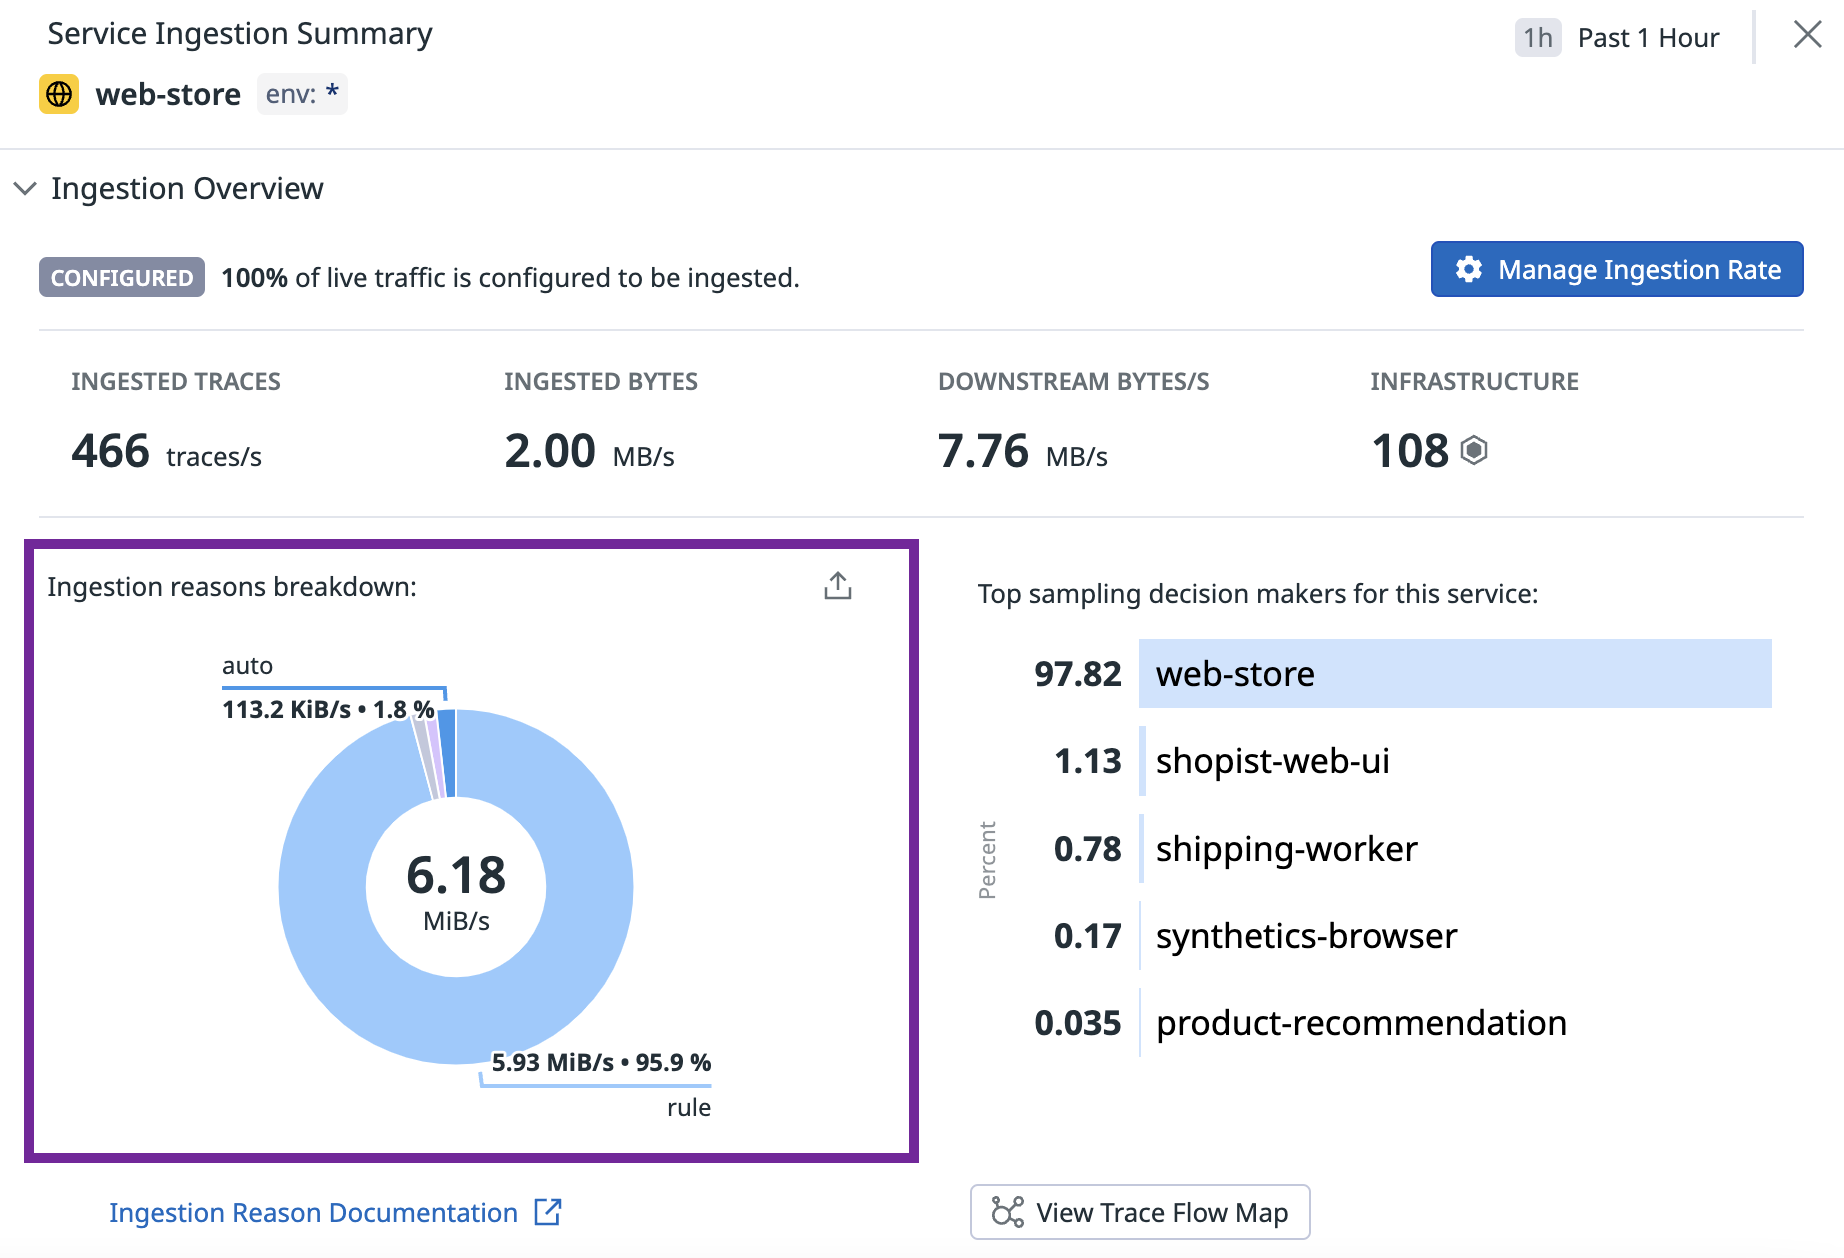 Service Ingestion Summary
1h Past 1 Hour
web-store env: *
Ingestion Overview
CONFIGURED 100% of live traffic is configured to be ingested.
Manage Ingestion Rate
INGESTED TRACES
466 traces/s
INGESTED BYTES
2.00 MB/s
DOWNSTREAM BYTES/S
7.76 MB/s
INFRASTRUCTURE
108
Ingestion reasons breakdown:
auto
113.2 KiB/s • 1.8 %
6.18
MiB/s
5.93 MiB/s • 95.9 %
rule
Ingestion Reason Documentation
Top sampling decision makers for this service:
Percent
97.82 web-store
1.13 shopist-web-ui
0.78 shipping-worker
0.17 synthetics-browser
0.035 product-recommendation
View Trace Flow Map